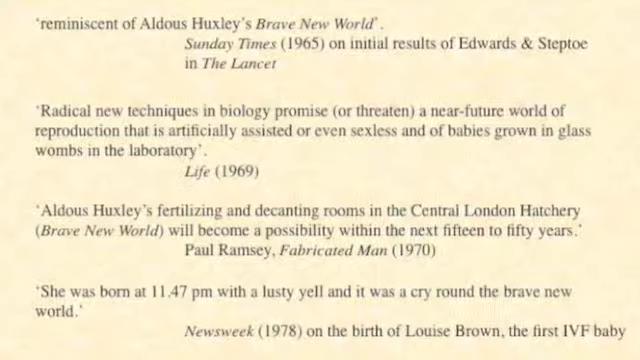 ‘reminiscent of Aldous Huxley’s Brave New World’.
Sunday Times (1965) on initial results of Edwards & Steptoe
in The Lancet
‘Radical new techniques in biology promise (or threaten) a near-future world of
reproduction that is artificially assisted or even sexless and of babies grown in glass
wombs in the laboratory’.
Life (1969)
‘Aldous Huxley’s fertilizing and decanting rooms in the Central London Hatchery
(Brave New World) will become a possibility within the next fifteen to fifty years.’
Paul Ramsey, Fabricated Man (1970)
‘She was born at 11.47 pm with a lusty yell and it was a cry round the brave new
world.’
Newsweek (1978) on the birth of Louise Brown, the first IVF baby